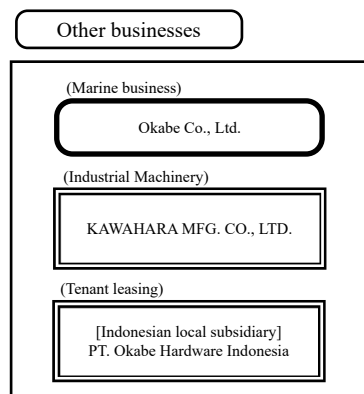 Other businesses
(Marine business)
Okabe Co., Ltd.
(Industrial Machinery)
KAWAHARA MFG. CO., LTD.
(Tenant leasing)
[Indonesian local subsidiary]
PT. Okabe Hardware Indonesia